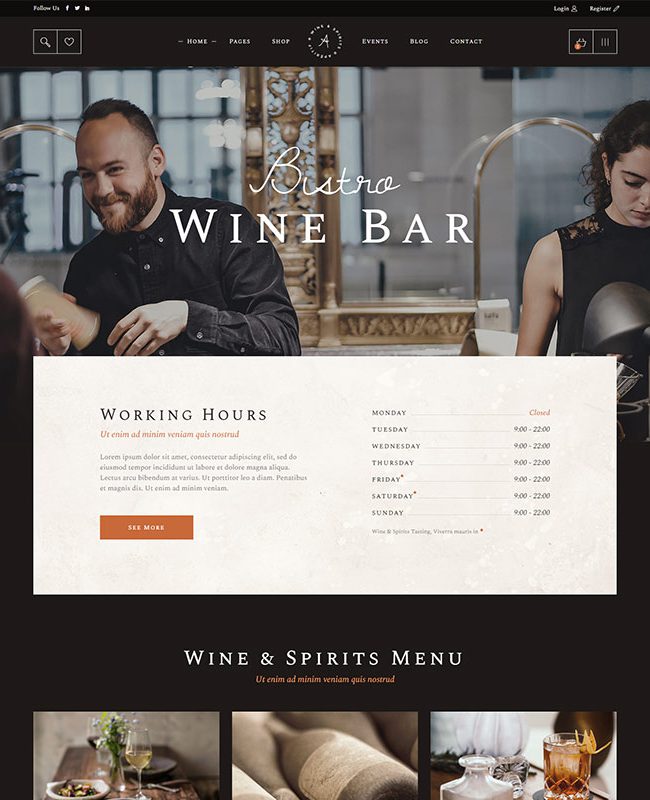 Follow Us
Login
Register
HOME
PAGES
SHOP
WINE & SPIRITS
APERITIF
A
EVENTS
BLOG
CONTACT
Bistro
WINE BAR
WORKING HOURS
Ut enim ad minim veniam quis nostrud
Lorem ipsum dolor sit amet, consectetur adipiscing elit, sed do
eiusmod tempor incididunt ut labore et dolore magna aliqua.
Lectus arcu bibendum at varius. Ut porttitor leo a diam. Penatibus
et magnis dis. Ut enim ad minim veniam.
SEE MORE
MONDAY Closed
TUESDAY 9:00 - 22:00
WEDNESDAY 9:00 - 22:00
THURSDAY 9:00 - 22:00
FRIDAY* 9:00 - 22:00
SATURDAY* 9:00 - 22:00
SUNDAY 9:00 - 22:00
Wine & Spirits Tasting, Viverra mauris in *
WINE & SPIRITS MENU
Ut enim ad minim veniam quis nostrud